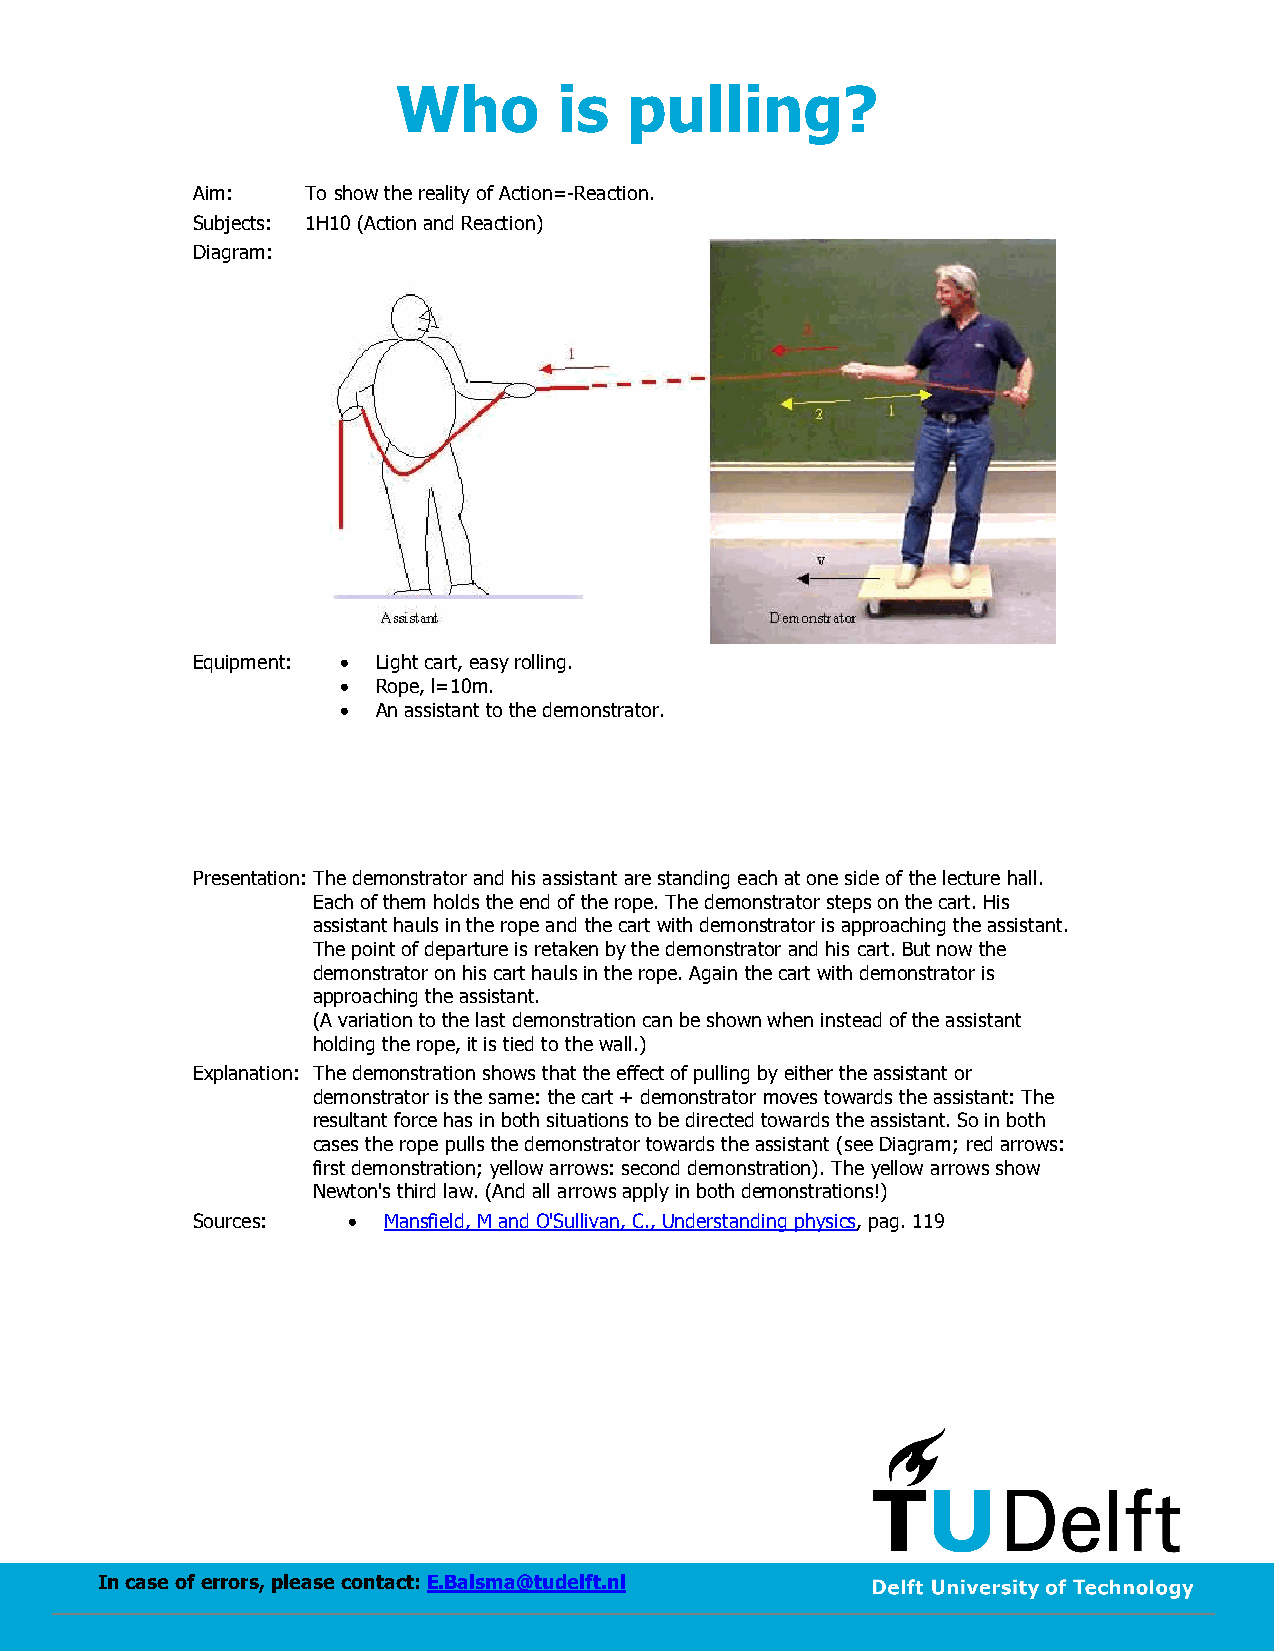 Who is pulling?
Aim: To show the reality of Action=-Reaction.
Subjects: 1H10 (Action and Reaction)
Diagram:
1
2
2 1
v
Assistant Demonstrator
Equipment: • Light cart, easy rolling.
• Rope, l=10m.
• An assistant to the demonstrator.
Presentation: The demonstrator and his assistant are standing each at one side of the lecture hall.
Each of them holds the end of the rope. The demonstrator steps on the cart. His
assistant hauls in the rope and the cart with demonstrator is approaching the assistant.
The point of departure is retaken by the demonstrator and his cart. But now the
demonstrator on his cart hauls in the rope. Again the cart with demonstrator is
approaching the assistant.
(A variation to the last demonstration can be shown when instead of the assistant
holding the rope, it is tied to the wall.)
Explanation: The demonstration shows that the effect of pulling by either the assistant or
demonstrator is the same: the cart + demonstrator moves towards the assistant: The
resultant force has in both situations to be directed towards the assistant. So in both
cases the rope pulls the demonstrator towards the assistant (see Diagram; red arrows:
first demonstration; yellow arrows: second demonstration). The yellow arrows show
Newton's third law. (And all arrows apply in both demonstrations!)
Sources: • Mansfield, M and O'Sullivan, C., Understanding physics, pag. 119
TUDelft
In case of errors, please contact: E.Balsma@tudelft.nl
Delft University of Technology